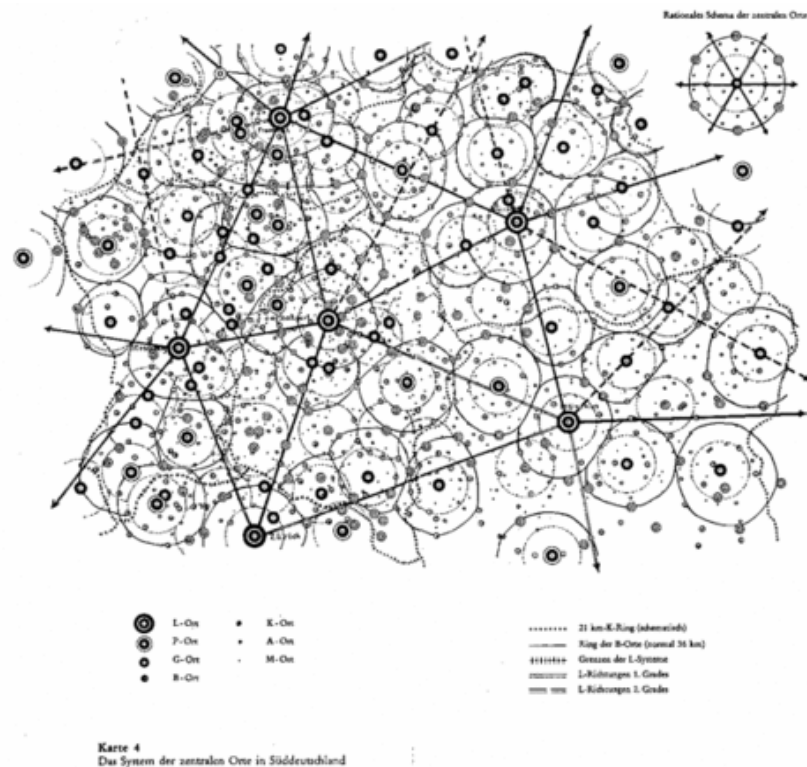 Rationales Schema der zentralen Orte
Zürich
L-Ort
P-Ort
G-Ort
B-Ort
K-Ort
A-Ort
M-Ort
21 km-K-Ring (schematisch)
Ring der B-Orte (normal 36 km)
Grenzen der L-Systeme
L-Richtungen 1. Grades
L-Richtungen 2. Grades
Karte 4
Das System der zentralen Orte in Süddeutschland